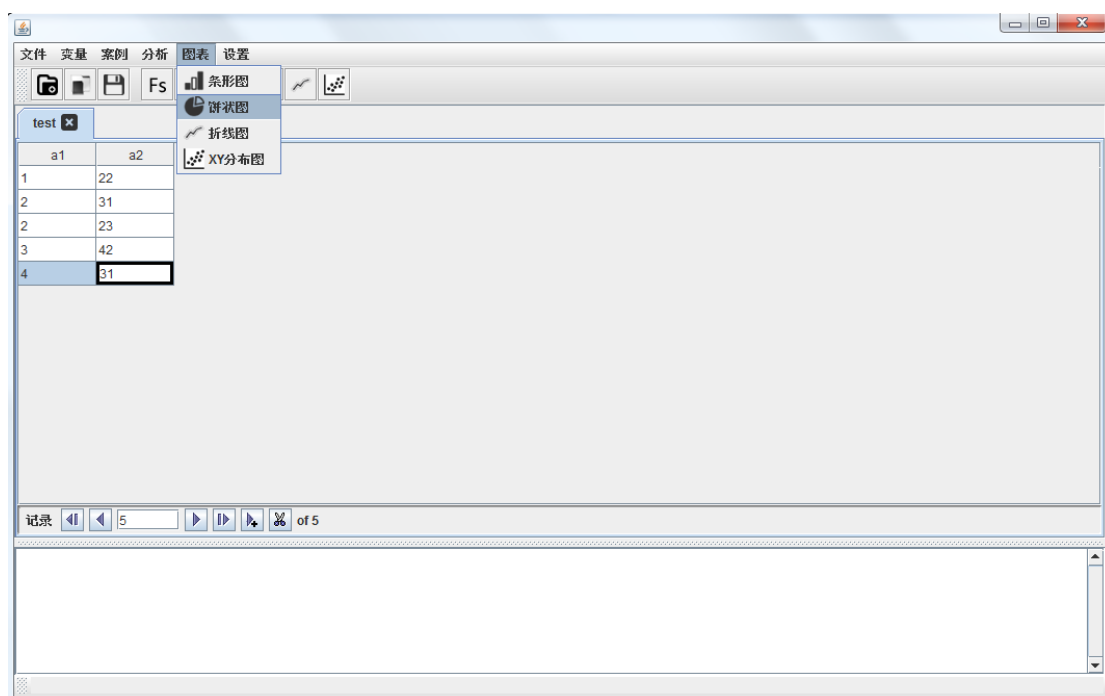 文件 变量 案例 分析 图表 设置
Fs
条形图
饼状图
折线图
XY分布图
test
a1 a2
1 22
2 31
2 23
3 42
4 31
记录 5 of 5